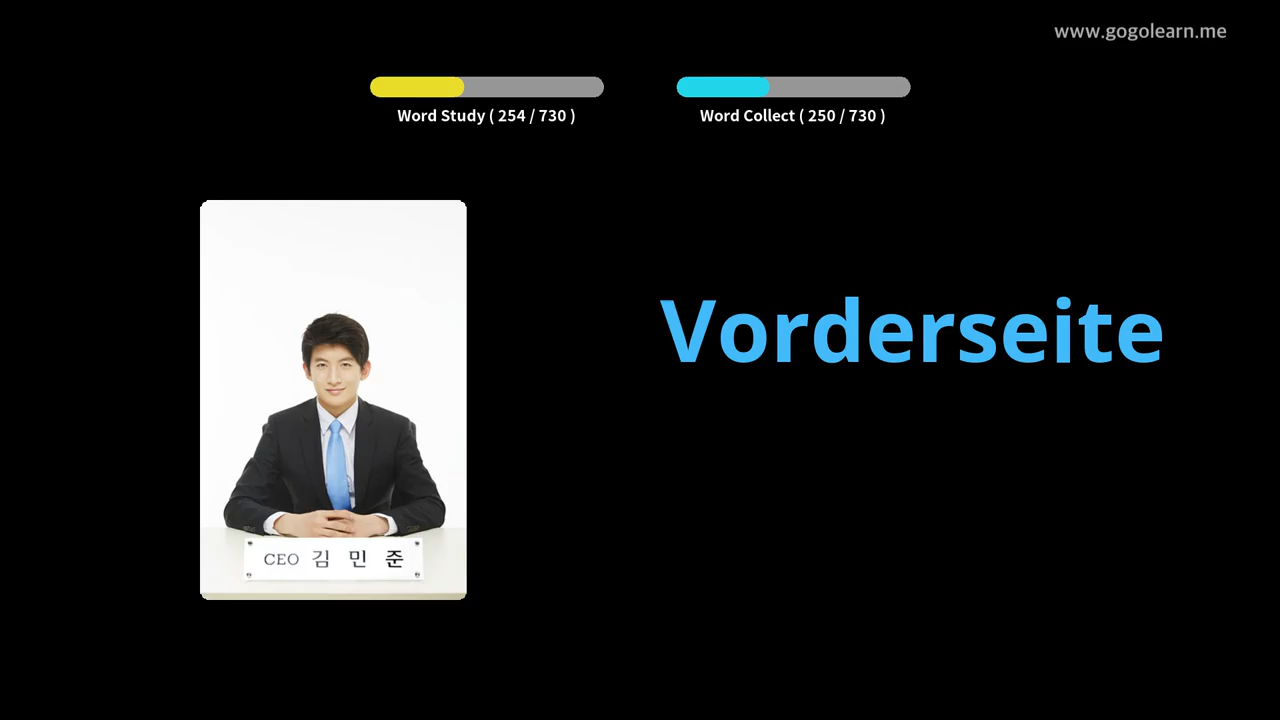 www.gogolearn.me
Word Study ( 254 / 730 )
Word Collect ( 250 / 730 )
Vorderseite
CEO 김 민 준